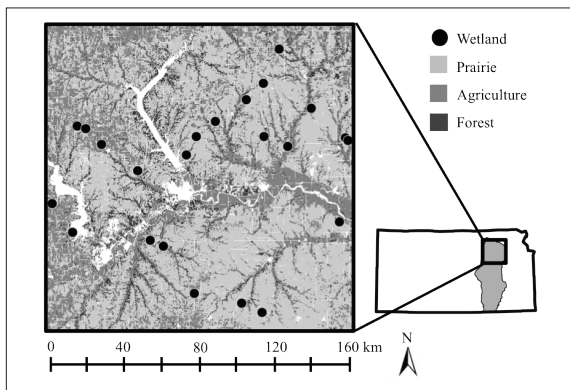 Wetland
Prairie
Agriculture
Forest
N
0 40 80 120 160 km